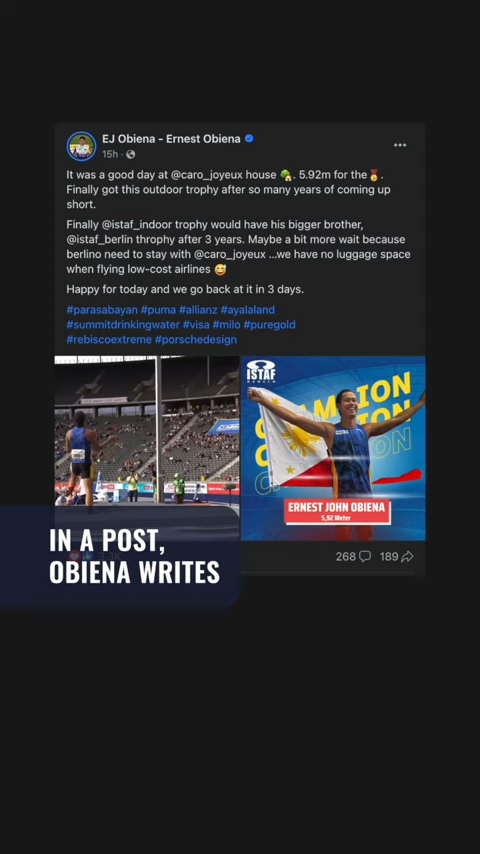 EJ Obiena - Ernest Obiena
15h
It was a good day at @caro_joyeux house 🏡. 5.92m for the🏅.
Finally got this outdoor trophy after so many years of coming up
short.
Finally @istaf_indoor trophy would have his bigger brother,
@istaf_berlin throphy after 3 years. Maybe a bit more wait because
berlino need to stay with @caro_joyeux ...we have no luggage space
when flying low-cost airlines 😅
Happy for today and we go back at it in 3 days.
#parasabayan #puma #allianz #ayalaland
#summitdrinkingwater #visa #milo #puregold
#rebiscoextreme #porschedesign
ISTAF
BERLIN
CHAMPION
ERNEST JOHN OBIENA
5,92 Meter
IN A POST,
OBIENA WRITES
268
189